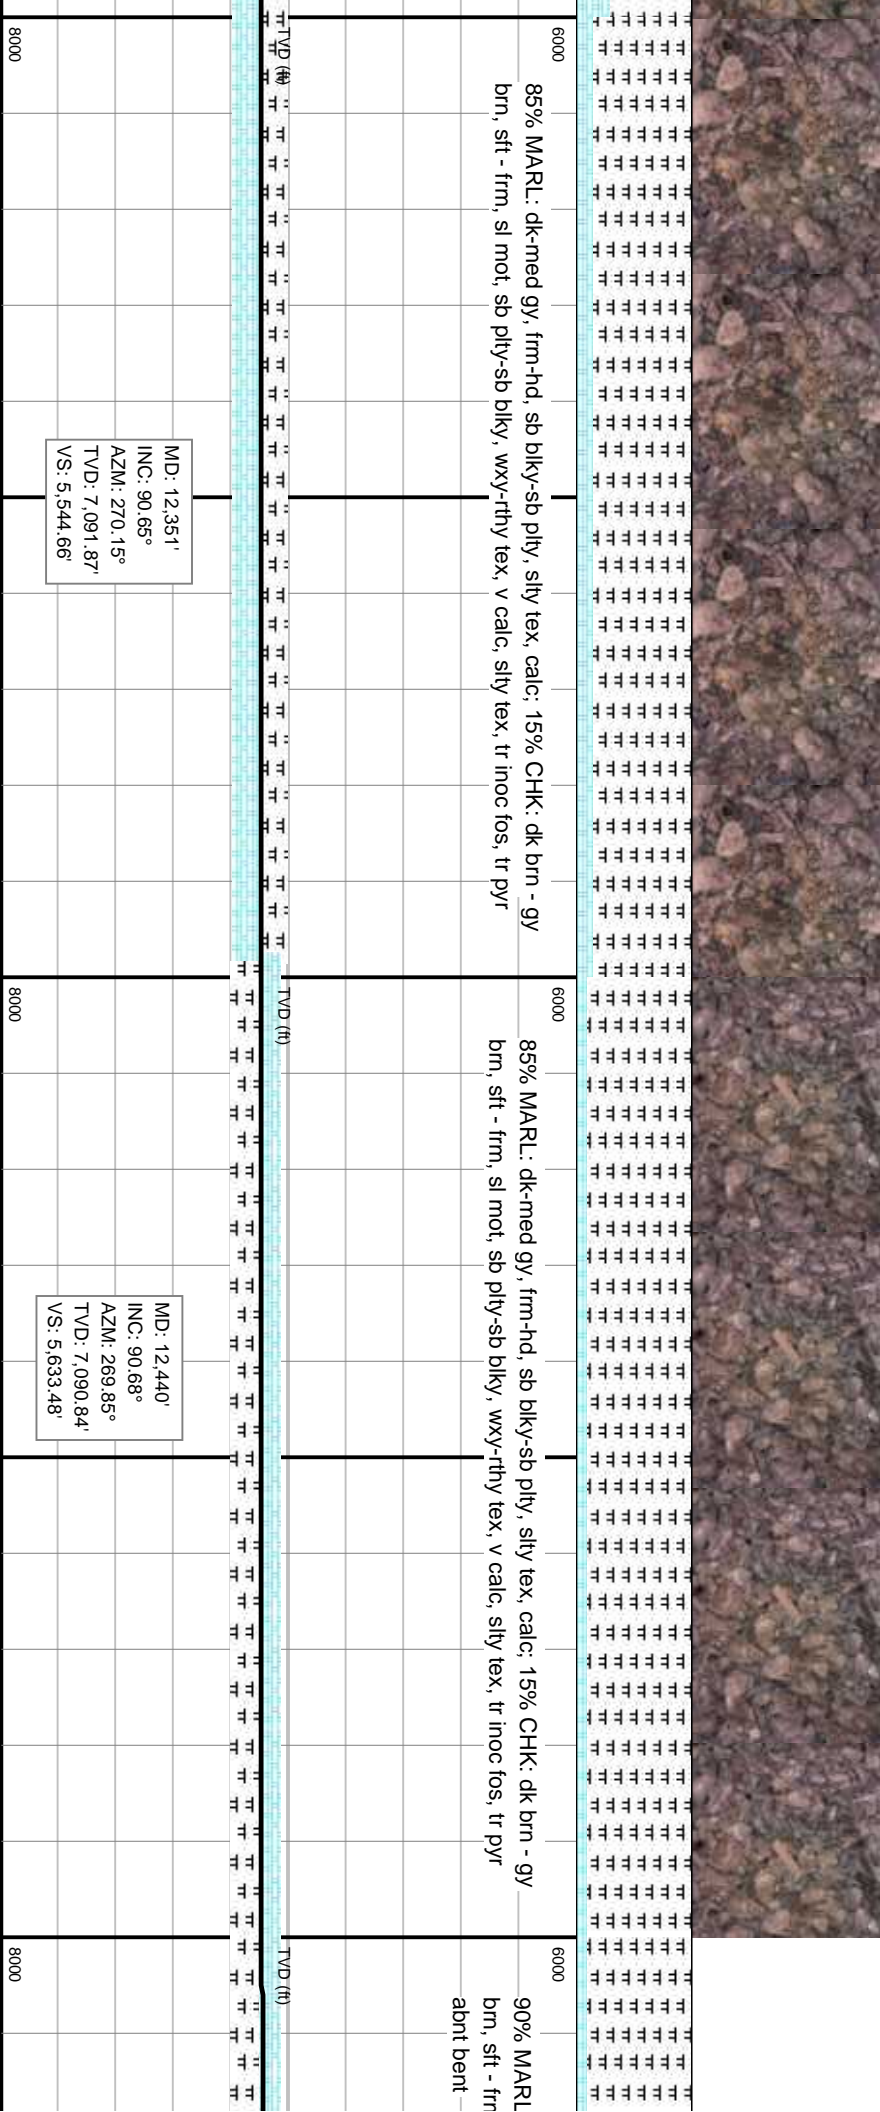 6000
TVD (ft)
8000
85% MARL: dk-med gy, frm-hd, sb blky-sb plty, slty tex, calc; 15% CHK: dk brn - gy
brn, sft - frm, sl mot, sb plty-sb blky, wxy-rthy tex, v calc, slty tex, tr inoc fos, tr pyr
MD: 12,351'
INC: 90.65°
AZM: 270.15°
TVD: 7,091.87'
VS: 5,544.66'
6000
TVD (ft)
8000
85% MARL: dk-med gy, frm-hd, sb blky-sb plty, slty tex, calc; 15% CHK: dk brn - gy
brn, sft - frm, sl mot, sb plty-sb blky, wxy-rthy tex, v calc, slty tex, tr inoc fos, tr pyr
MD: 12,440'
INC: 90.68°
AZM: 269.85°
TVD: 7,090.84'
VS: 5,633.48'
6000
TVD (ft)
8000
90% MARL
brn, sft - frm
abnt bent